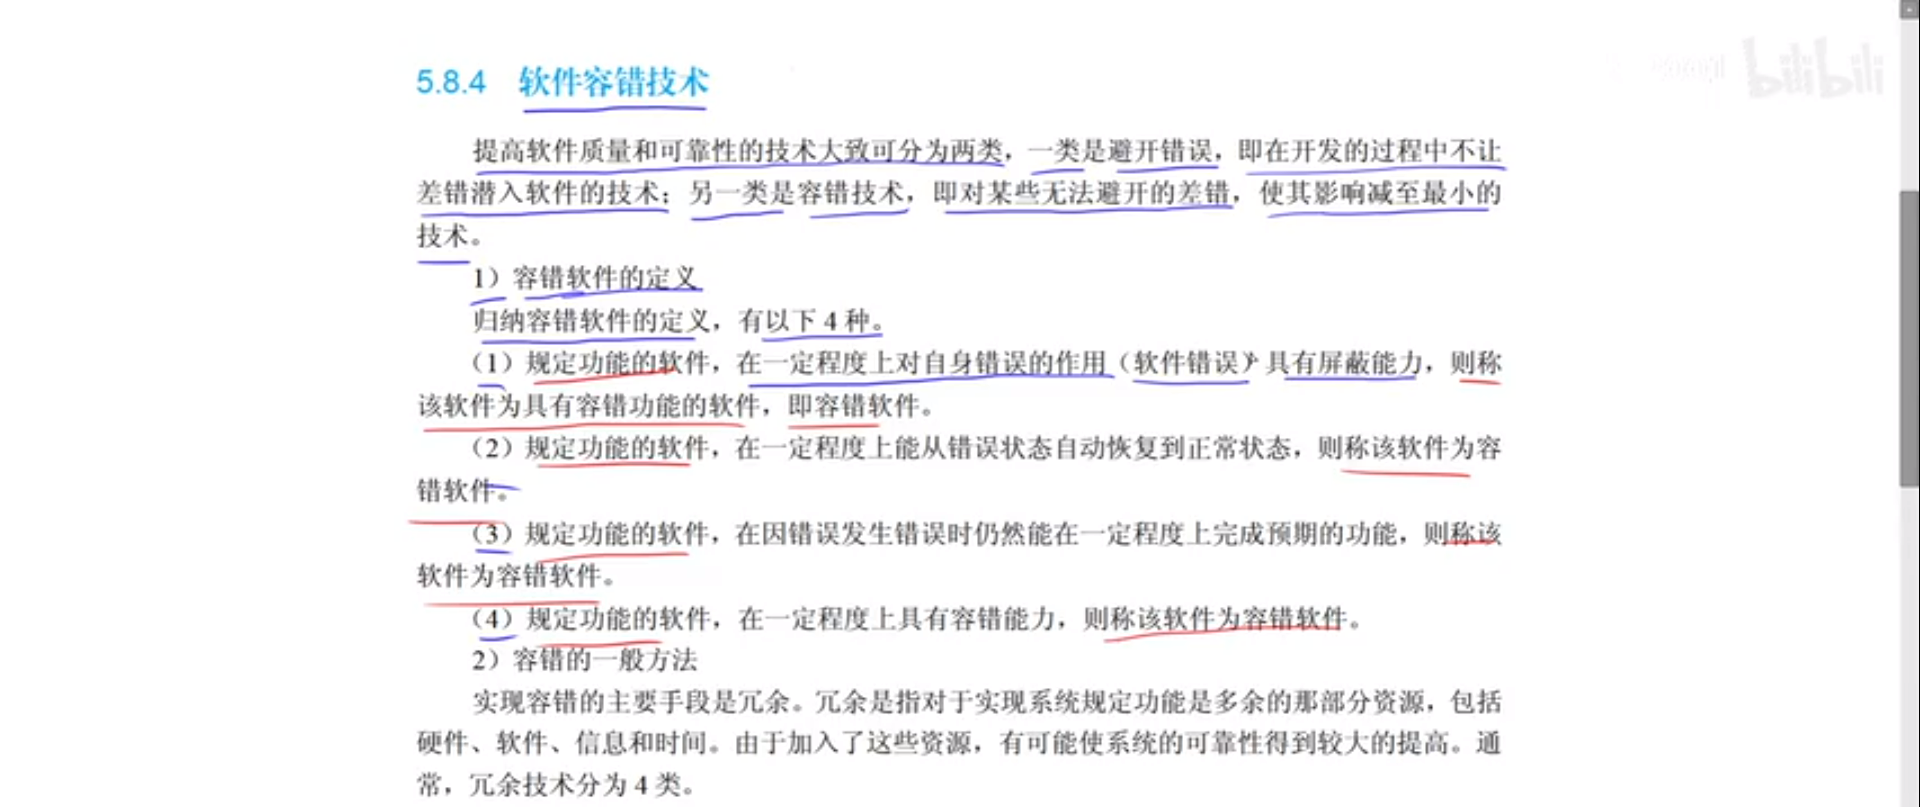 bilibili
5.8.4 软件容错技术
提高软件质量和可靠性的技术大致可分为两类，一类是避开错误，即在开发的过程中不让
差错潜入软件的技术；另一类是容错技术，即对某些无法避开的差错，使其影响减至最小的
技术。
1）容错软件的定义
归纳容错软件的定义，有以下 4 种。
（1）规定功能的软件，在一定程度上对自身错误的作用（软件错误）具有屏蔽能力，则称
该软件为具有容错功能的软件，即容错软件。
（2）规定功能的软件，在一定程度上能从错误状态自动恢复到正常状态，则称该软件为容
错软件。
（3）规定功能的软件，在因错误发生错误时仍然能在一定程度上完成预期的功能，则称该
软件为容错软件。
（4）规定功能的软件，在一定程度上具有容错能力，则称该软件为容错软件。
2）容错的一般方法
实现容错的主要手段是冗余。冗余是指对于实现系统规定功能是多余的那部分资源，包括
硬件、软件、信息和时间。由于加入了这些资源，有可能使系统的可靠性得到较大的提高。通
常，冗余技术分为 4 类。